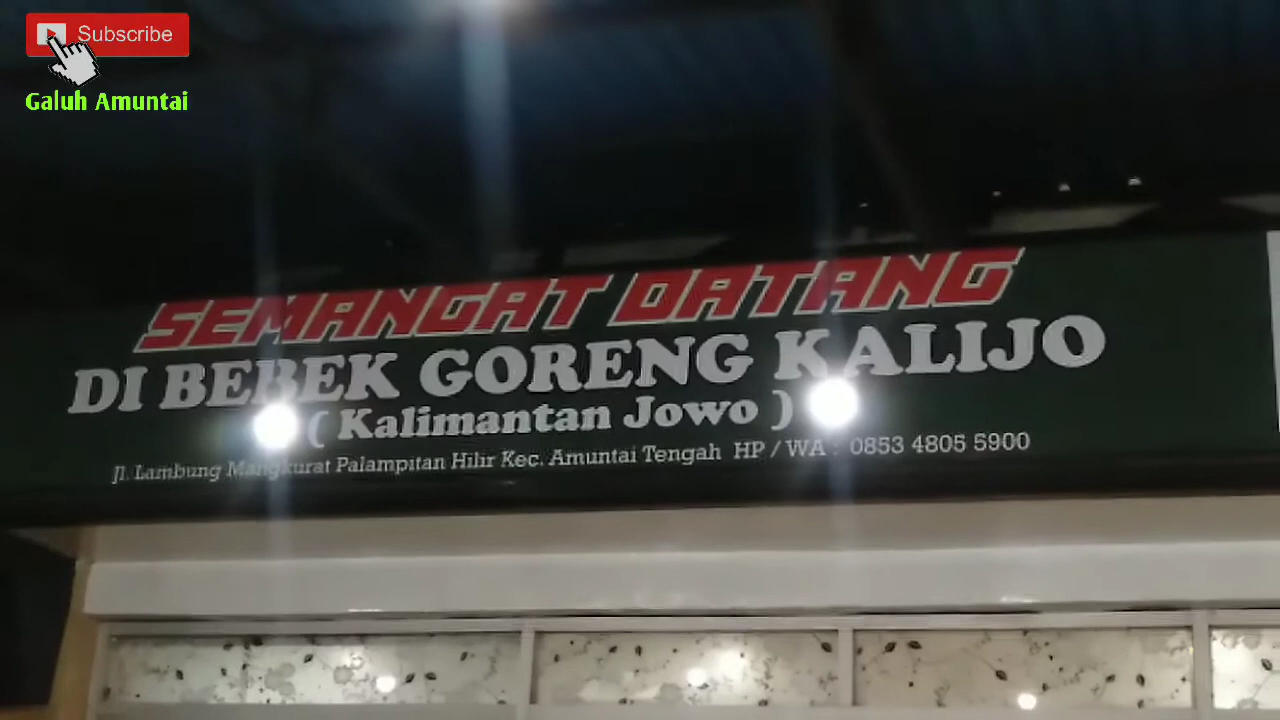 Subscribe
Galuh Amuntai
SEMANGAT DATANG
DI BEBEK GORENG KALIJO
( Kalimantan Jowo )
Jl. Lambung Mangkurat Palampitan Hilir Kec. Amuntai Tengah HP / WA : 0853 4805 5900